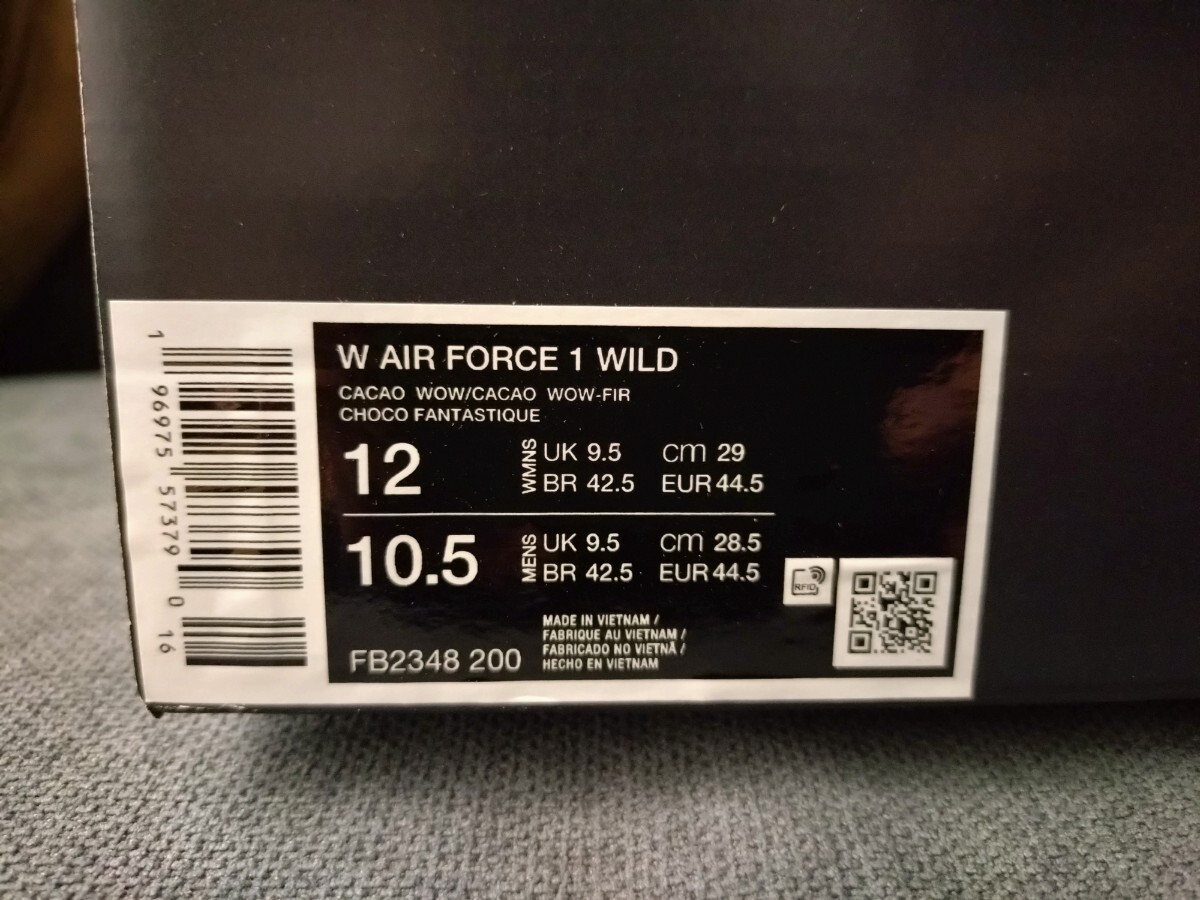 W AIR FORCE 1 WILD
CACAO WOW/CACAO WOW-FIR
CHOCO FANTASTIQUE
12 WMNS UK 9.5 cm 29
BR 42.5 EUR 44.5
10.5 MENS UK 9.5 cm 28.5
BR 42.5 EUR 44.5
MADE IN VIETNAM /
FABRIQUE AU VIETNAM /
FABRICADO NO VIETNÃ /
HECHO EN VIETNAM
FB2348 200
RFID
1 96975 57379 0 16